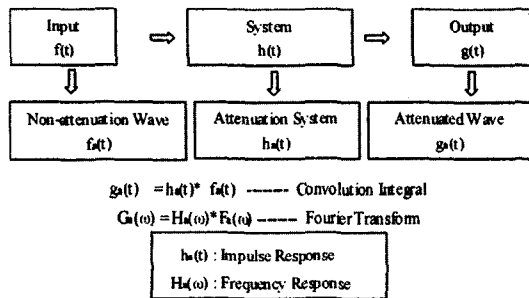 Input
f(t)
System
h(t)
Output
g(t)
Non-attenuation Wave
fa(t)
Attenuation System
ha(t)
Attenuated Wave
ga(t)
ga(t) = ha(t)* fa(t) ------ Convolution Integral
Ga(ω) = Ha(ω)* Fa(ω) ------ Fourier Transform
ha(t) : Impulse Response
Ha(ω) : Frequency Response